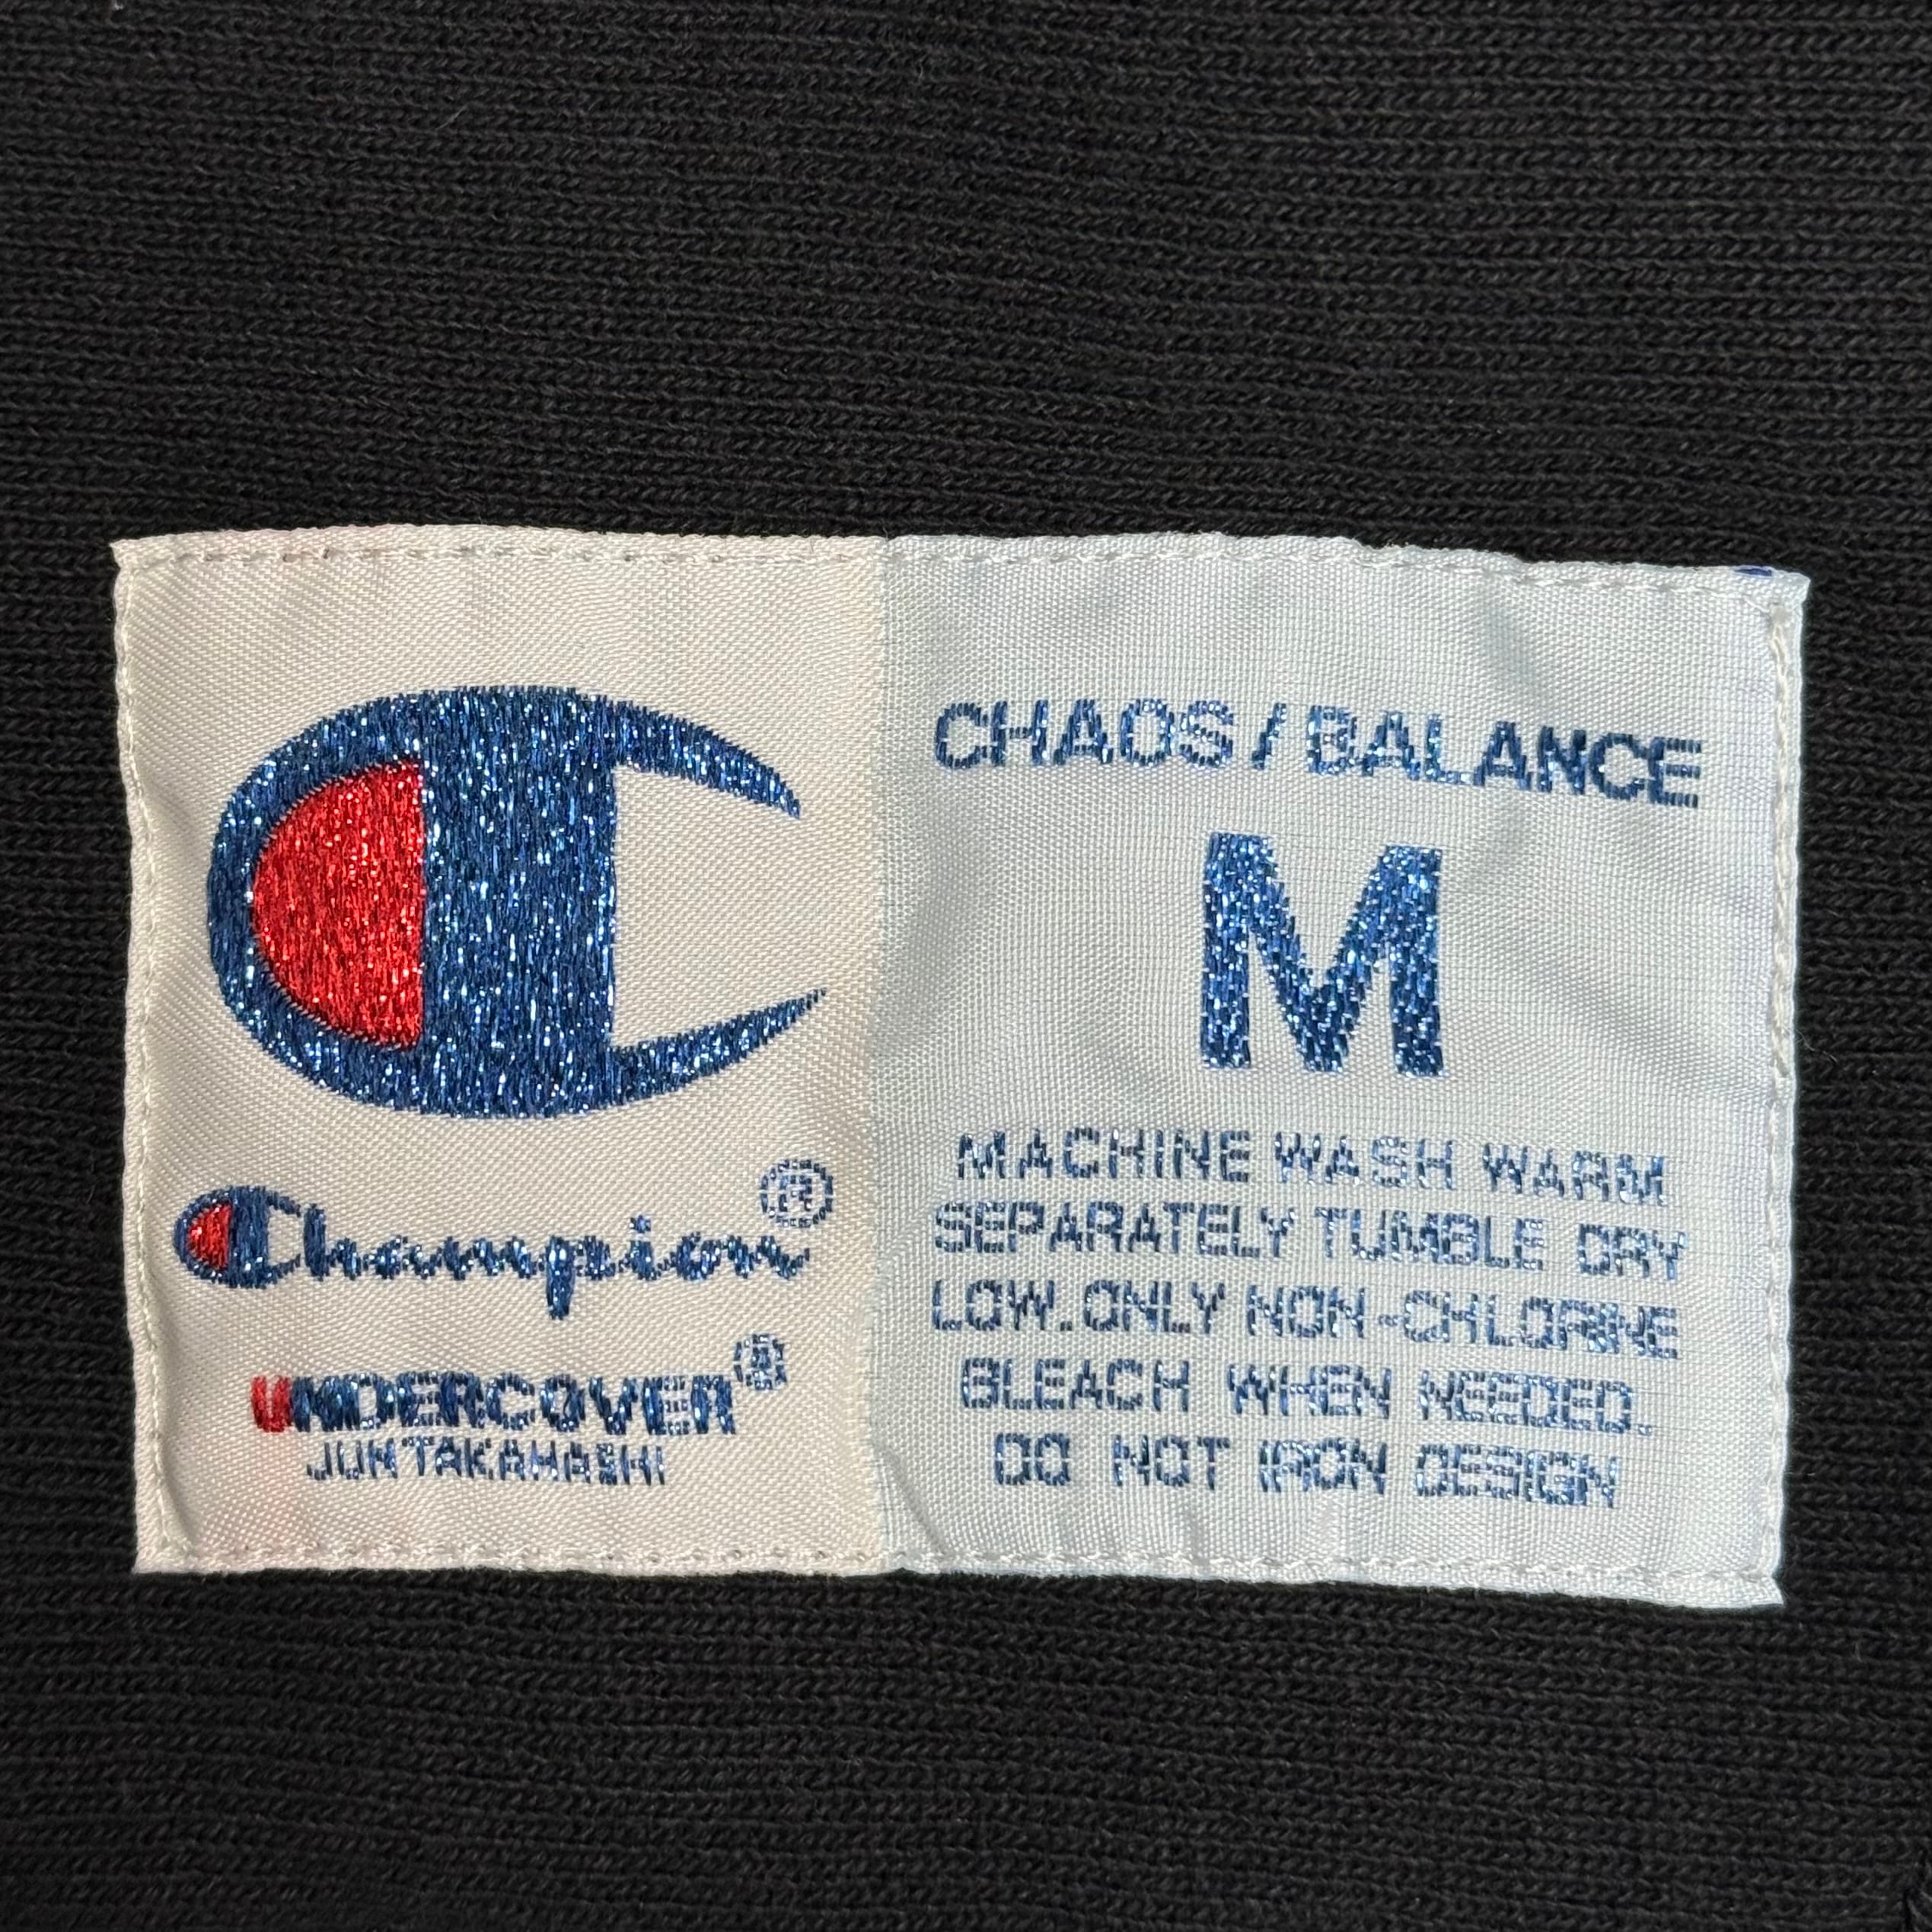 Champion®
UNDERCOVER®
JUN TAKAHASHI
CHAOS / BALANCE
M
MACHINE WASH WARM
SEPARATELY TUMBLE DRY
LOW. ONLY NON-CHLORINE
BLEACH WHEN NEEDED.
DO NOT IRON DESIGN